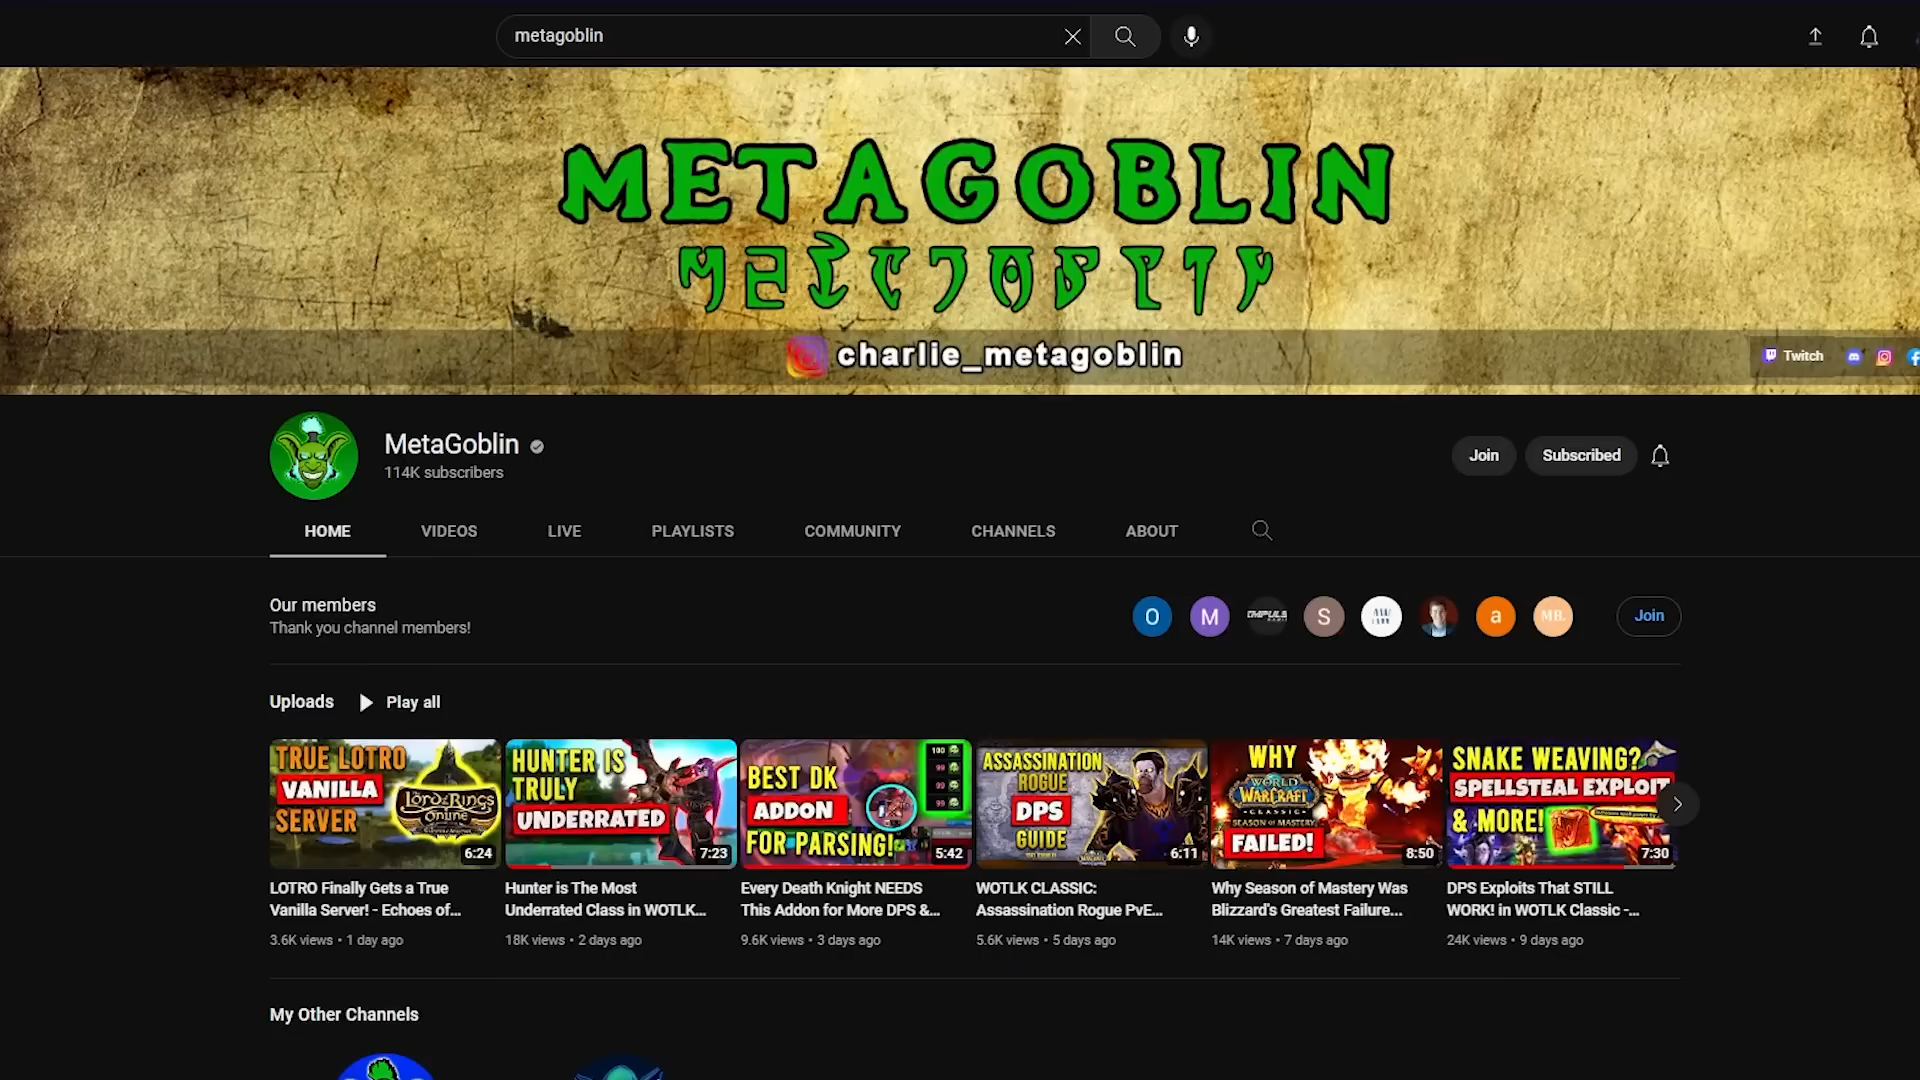 metagoblin
METAGOBLIN
charlie_metagoblin
Twitch
MetaGoblin
114K subscribers
Join
Subscribed
HOME
VIDEOS
LIVE
PLAYLISTS
COMMUNITY
CHANNELS
ABOUT
Our members
Thank you channel members!
O
M
S
a
MB.
Join
Uploads
Play all
TRUE LOTRO
VANILLA
SERVER
6:24
HUNTER IS
TRULY
UNDERRATED
7:23
BEST DK
ADDON
FOR PARSING!
100
99
99
99
5:42
ASSASSINATION
ROGUE
DPS
GUIDE
6:11
WHY
WORLD
WARCRAFT
CLASSIC
SEASON OF MASTERY
FAILED!
8:50
SNAKE WEAVING?
SPELLSTEAL EXPLOIT
& MORE!
7:30
LOTRO Finally Gets a True
Vanilla Server! - Echoes of...
3.6K views • 1 day ago
Hunter is The Most
Underrated Class in WOTLK...
18K views • 2 days ago
Every Death Knight NEEDS
This Addon for More DPS &...
9.6K views • 3 days ago
WOTLK CLASSIC:
Assassination Rogue PvE...
5.6K views • 5 days ago
Why Season of Mastery Was
Blizzard's Greatest Failure...
14K views • 7 days ago
DPS Exploits That STILL
WORK! in WOTLK Classic -...
24K views • 9 days ago
My Other Channels